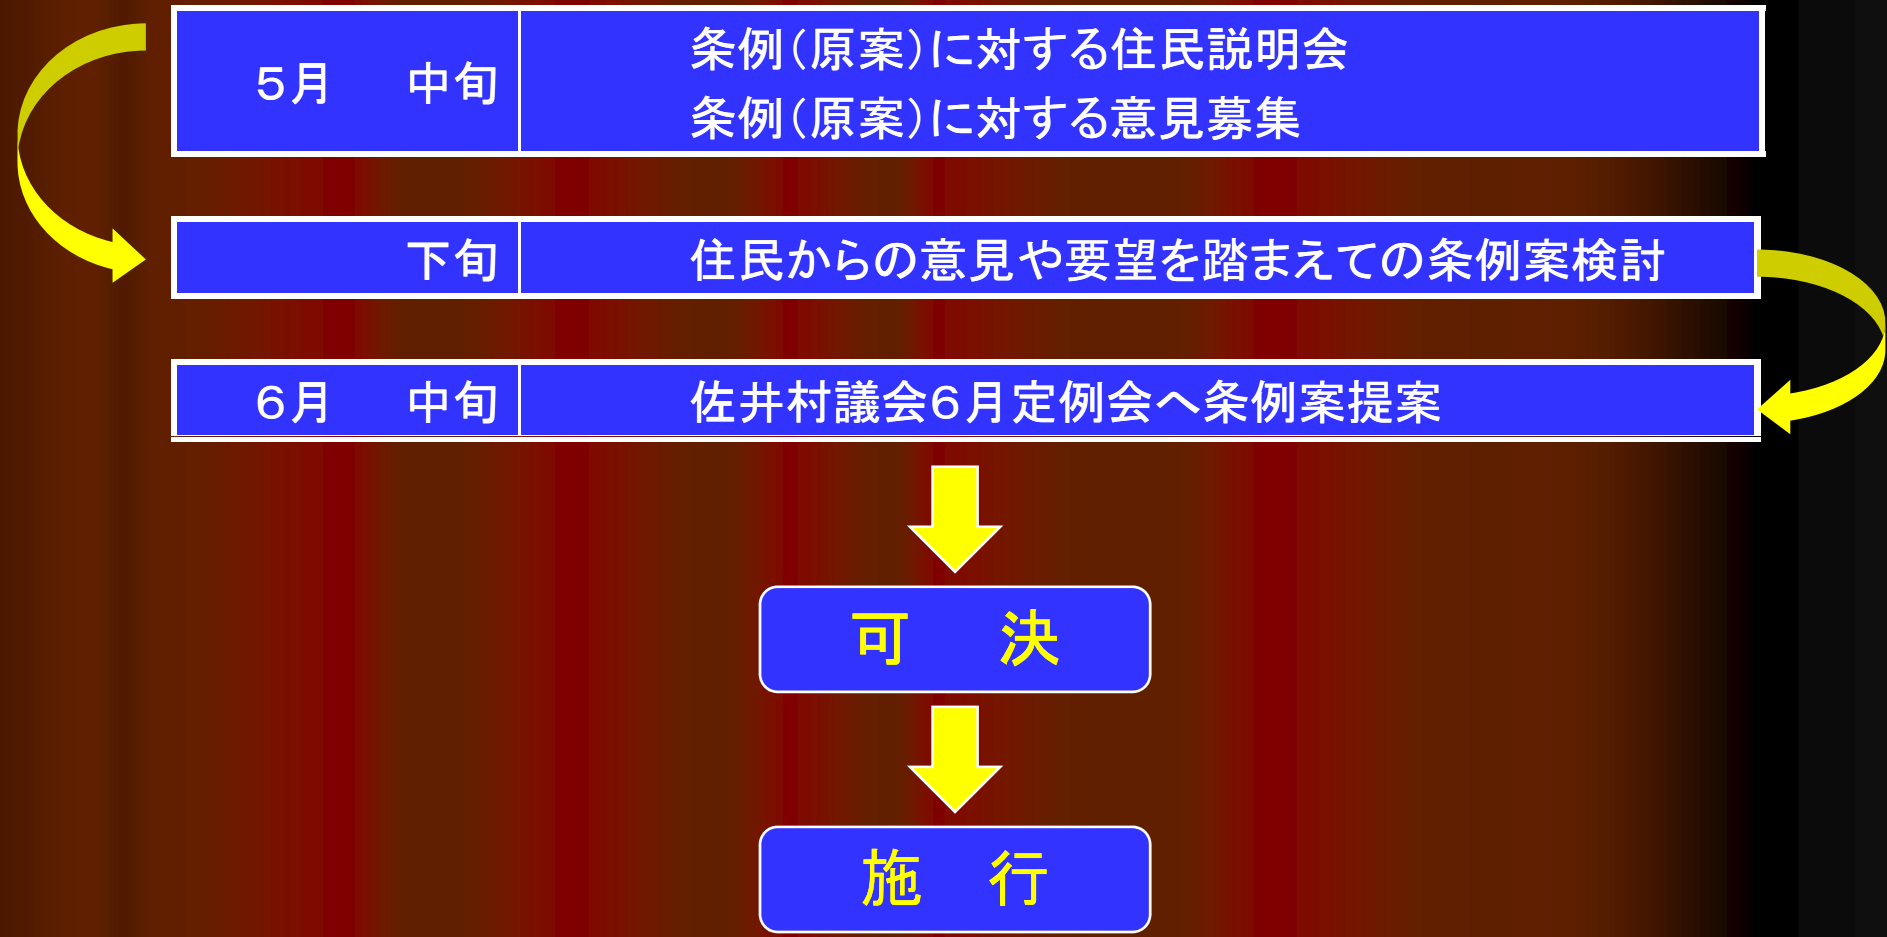 5月　中旬
条例(原案)に対する住民説明会
条例(原案)に対する意見募集
下旬
住民からの意見や要望を踏まえての条例案検討
6月　中旬
佐井村議会6月定例会へ条例案提案
可　決
施　行